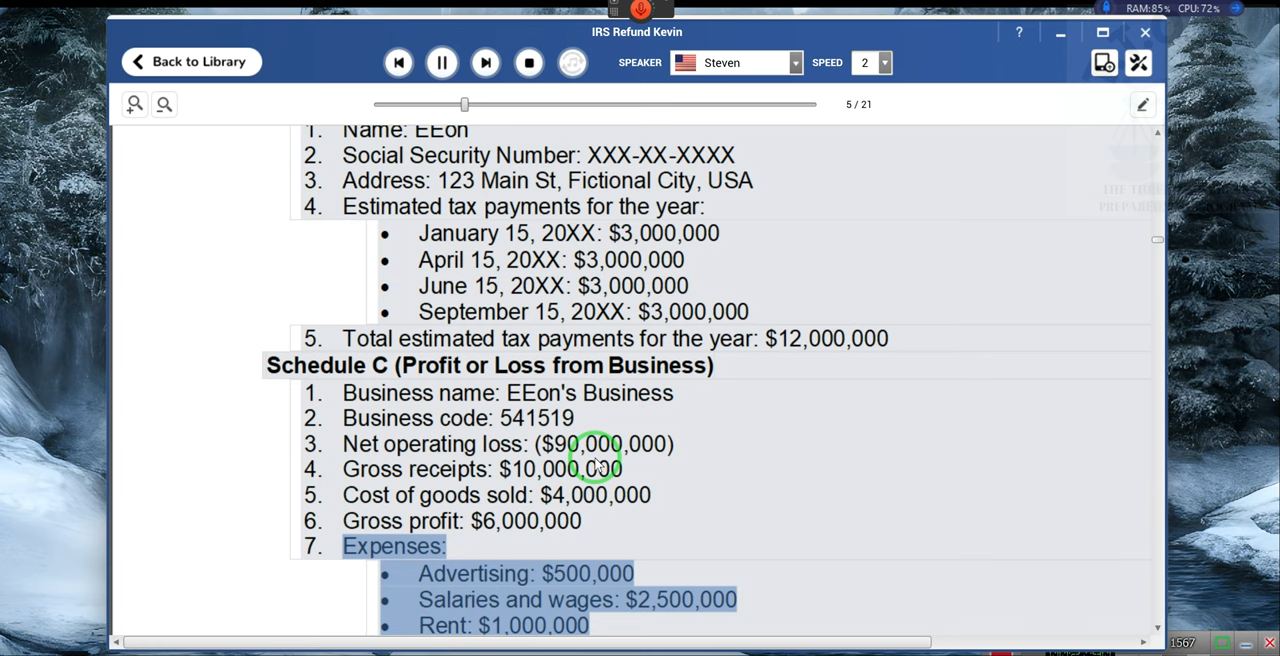 RAM:85% CPU:72%
IRS Refund Kevin
?
Back to Library
SPEAKER Steven SPEED 2
5 / 21
1. Name: EEon
2. Social Security Number: XXX-XX-XXXX
3. Address: 123 Main St, Fictional City, USA
4. Estimated tax payments for the year:
• January 15, 20XX: $3,000,000
• April 15, 20XX: $3,000,000
• June 15, 20XX: $3,000,000
• September 15, 20XX: $3,000,000
5. Total estimated tax payments for the year: $12,000,000
Schedule C (Profit or Loss from Business)
1. Business name: EEon's Business
2. Business code: 541519
3. Net operating loss: ($90,000,000)
4. Gross receipts: $10,000,000
5. Cost of goods sold: $4,000,000
6. Gross profit: $6,000,000
7. Expenses:
• Advertising: $500,000
• Salaries and wages: $2,500,000
• Rent: $1,000,000
1567